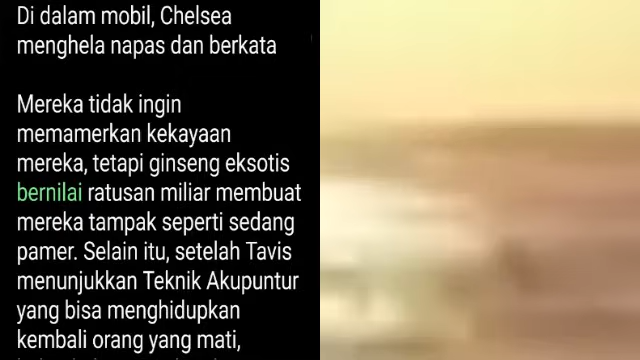 Di dalam mobil, Chelsea
menghela napas dan berkata
Mereka tidak ingin
memamerkan kekayaan
mereka, tetapi ginseng eksotis
bernilai ratusan miliar membuat
mereka tampak seperti sedang
pamer. Selain itu, setelah Tavis
menunjukkan Teknik Akupuntur
yang bisa menghidupkan
kembali orang yang mati,